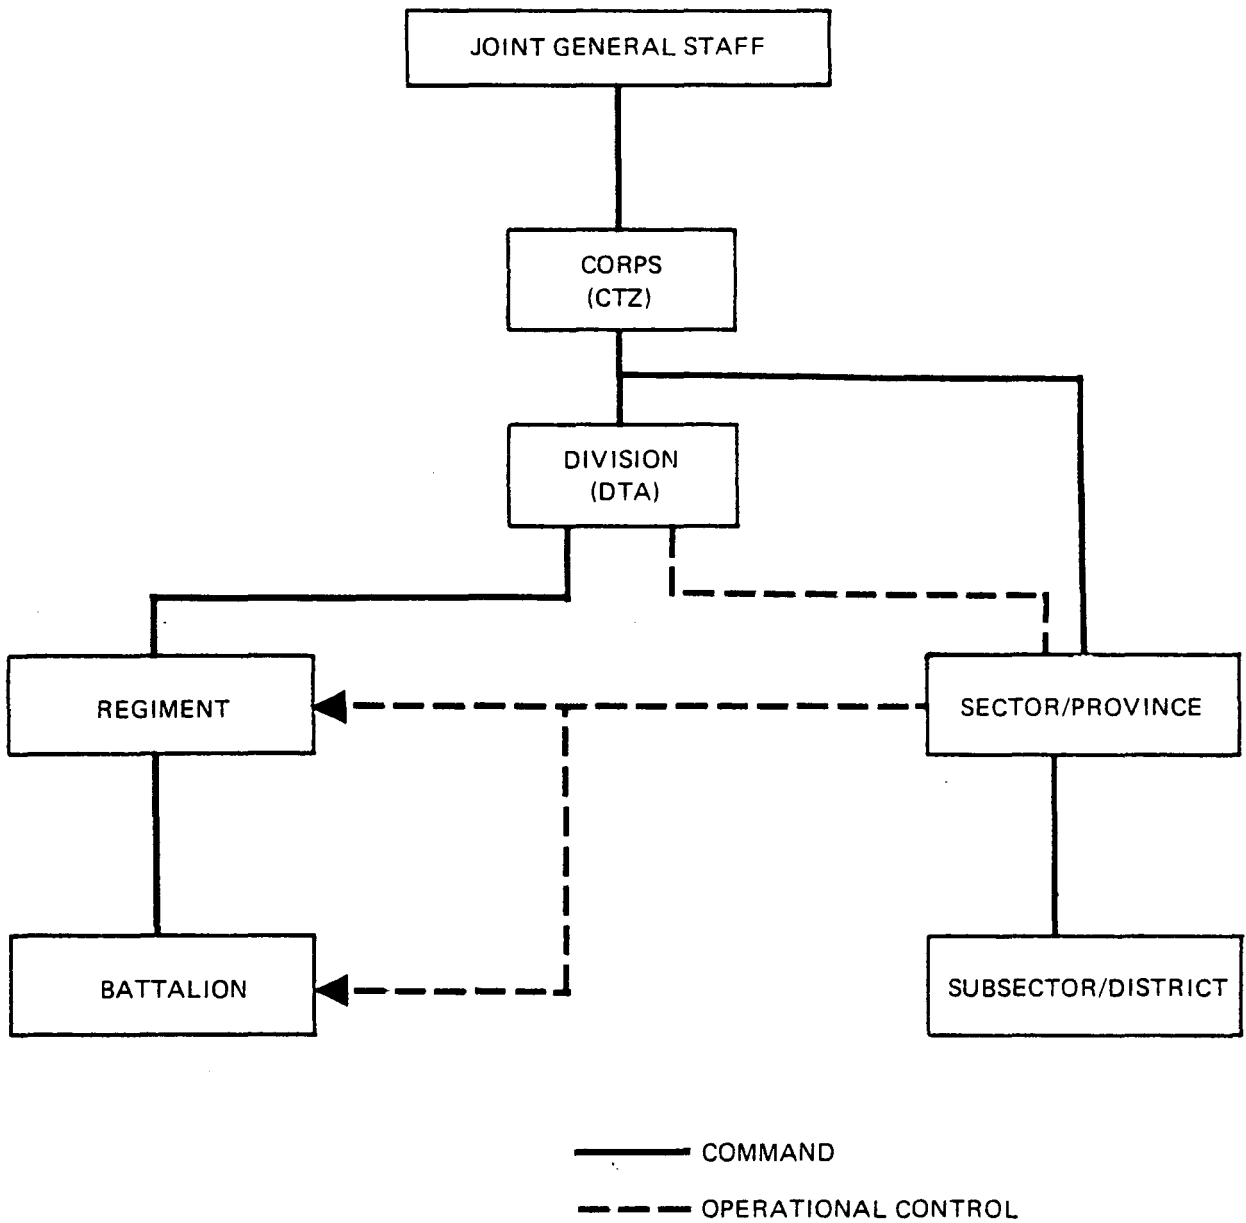 JOINT GENERAL STAFF
CORPS
(CTZ)
DIVISION
(DTA)
REGIMENT
SECTOR/PROVINCE
BATTALION
SUBSECTOR/DISTRICT
COMMAND
OPERATIONAL CONTROL